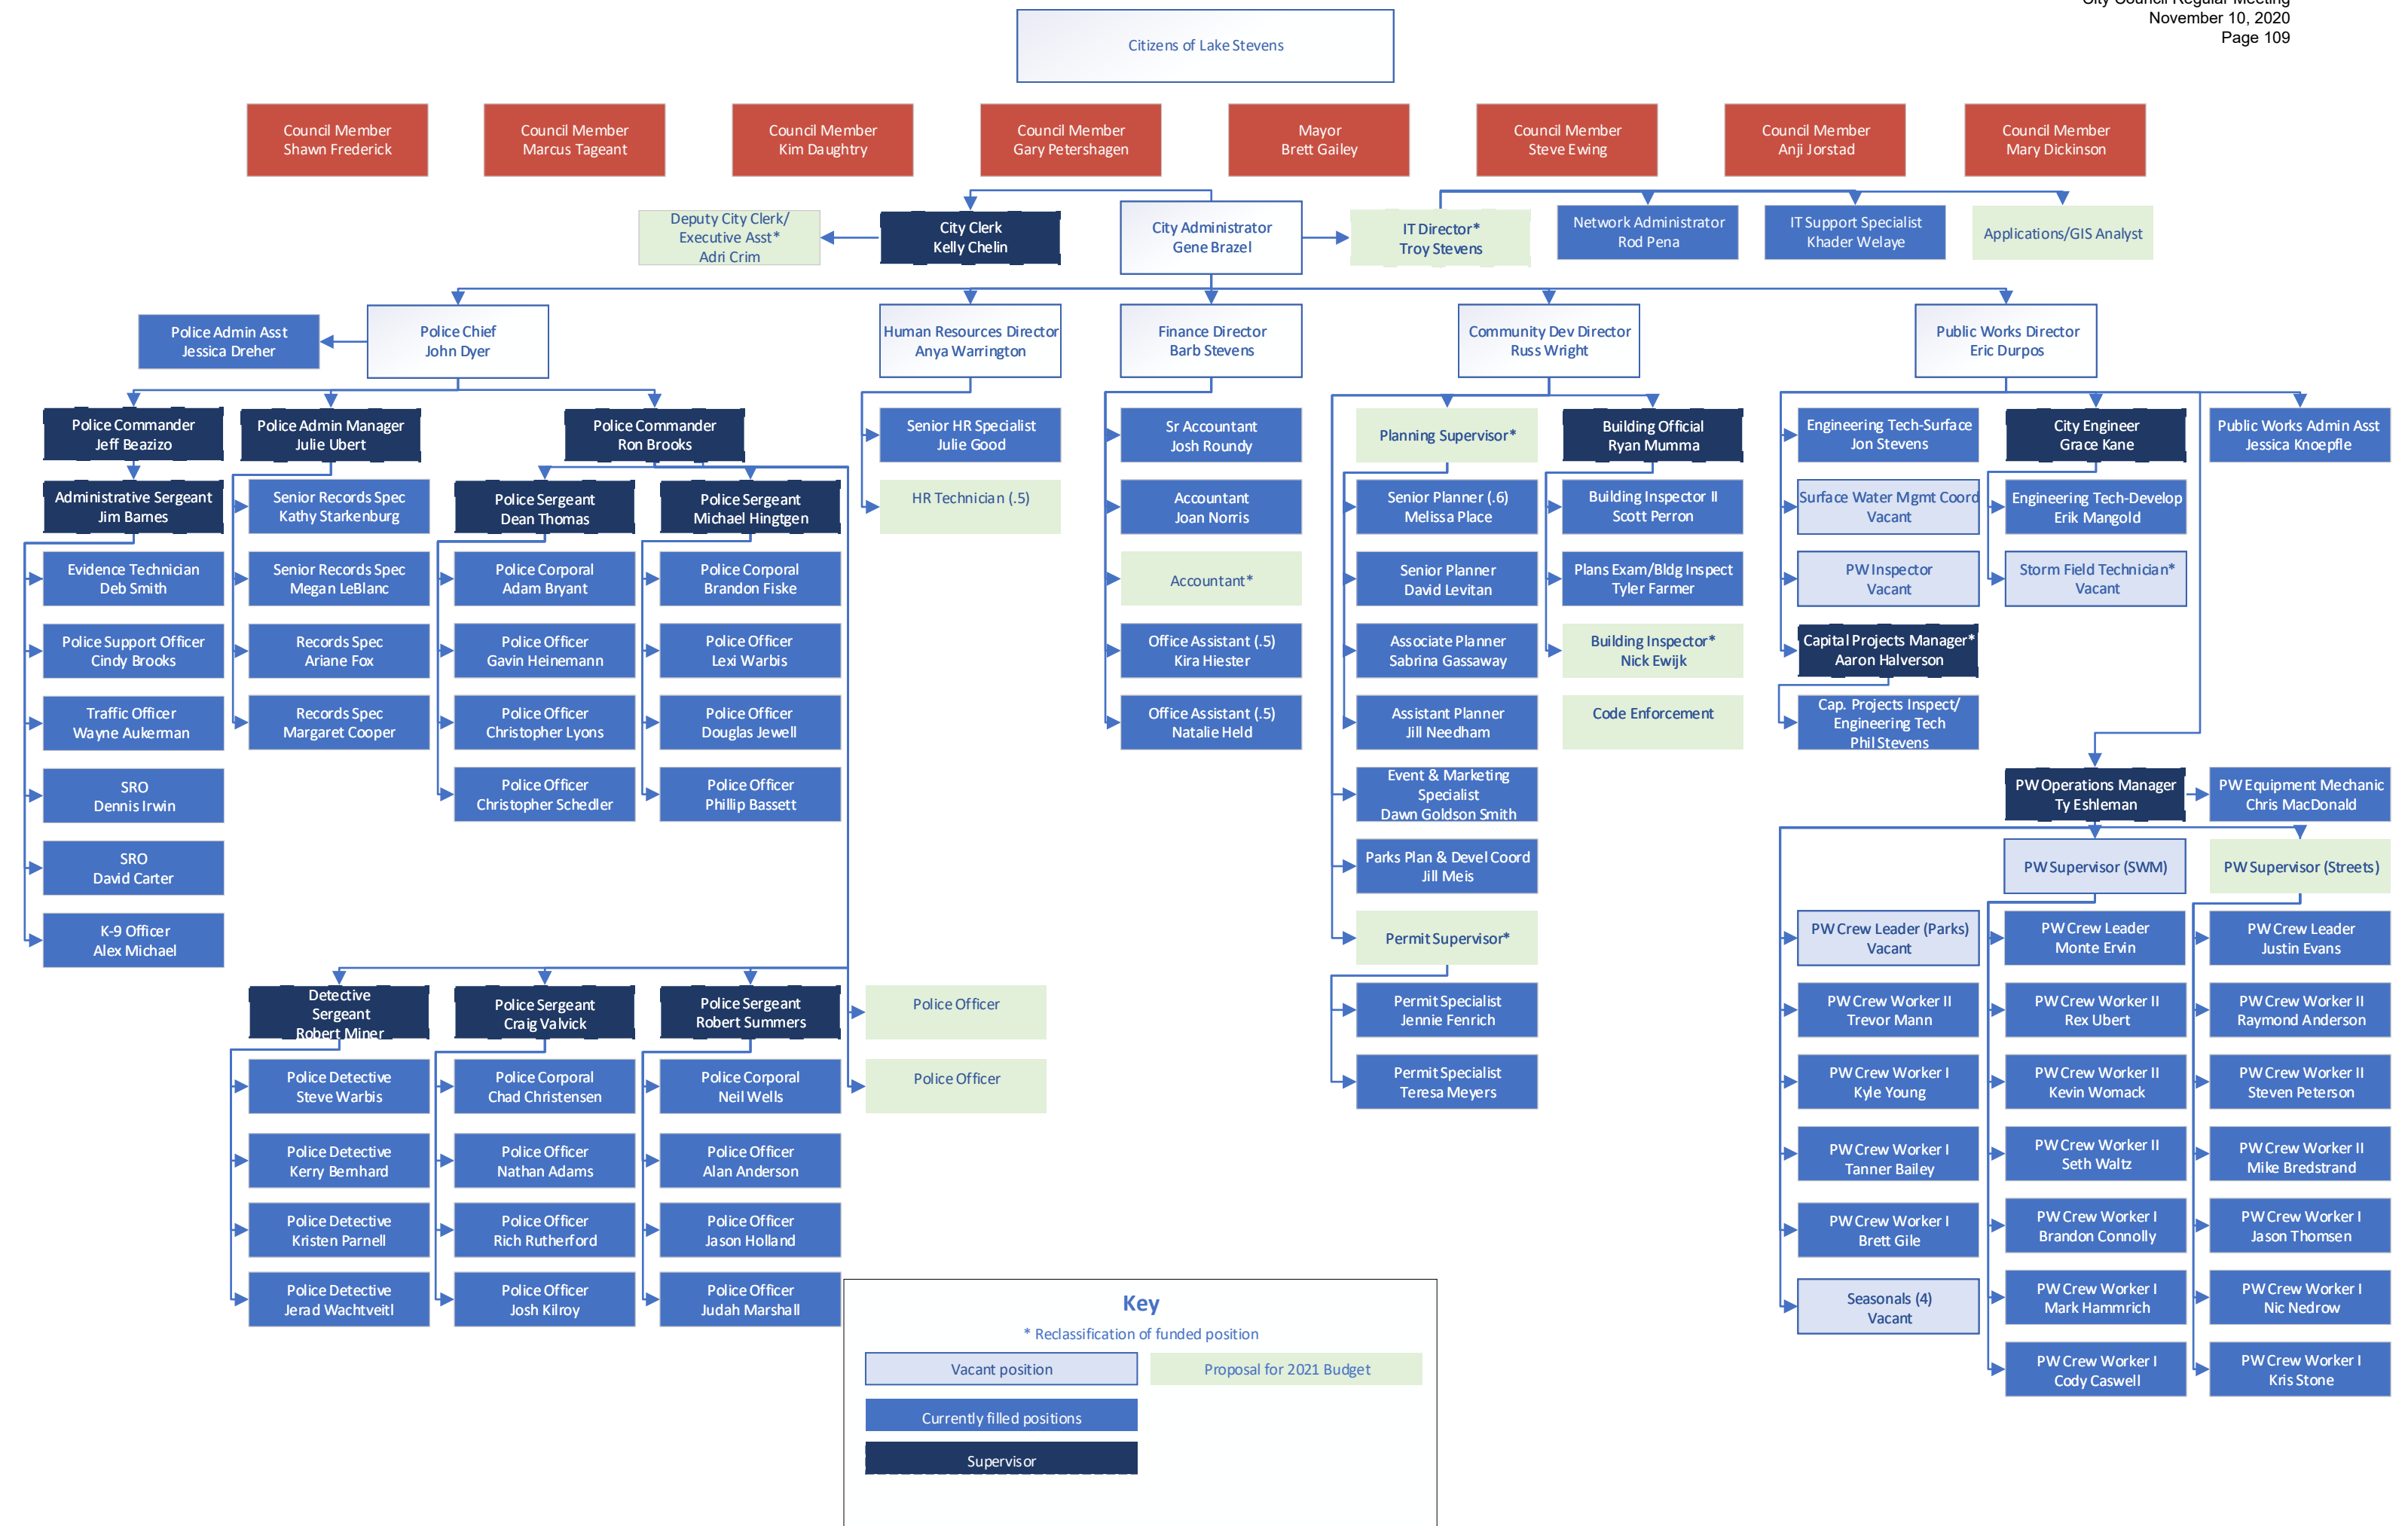 City Council Regular Meeting
November 10, 2020
Page 109
Citizens of Lake Stevens
Council Member
Shawn Frederick
Council Member
Marcus Tageant
Council Member
Kim Daughtry
Council Member
Gary Petershagen
Mayor
Brett Gailey
Council Member
Steve Ewing
Council Member
Anji Jorstad
Council Member
Mary Dickinson
Deputy City Clerk/
Executive Asst*
Adri Crim
City Clerk
Kelly Chelin
City Administrator
Gene Brazel
IT Director*
Troy Stevens
Network Administrator
Rod Pena
IT Support Specialist
Khader Welaye
Applications/GIS Analyst
Police Admin Asst
Jessica Dreher
Police Chief
John Dyer
Human Resources Director
Anya Warrington
Finance Director
Barb Stevens
Community Dev Director
Russ Wright
Public Works Director
Eric Durpos
Police Commander
Jeff Beazizo
Administrative Sergeant
Jim Barnes
Evidence Technician
Deb Smith
Police Support Officer
Cindy Brooks
Traffic Officer
Wayne Aukerman
SRO
Dennis Irwin
SRO
David Carter
K-9 Officer
Alex Michael
Police Admin Manager
Julie Ubert
Senior Records Spec
Kathy Starkenburg
Senior Records Spec
Megan LeBlanc
Records Spec
Ariane Fox
Records Spec
Margaret Cooper
Police Commander
Ron Brooks
Police Sergeant
Dean Thomas
Police Corporal
Adam Bryant
Police Officer
Gavin Heinemann
Police Officer
Christopher Lyons
Police Officer
Christopher Schedler
Police Sergeant
Michael Hingtgen
Police Corporal
Brandon Fiske
Police Officer
Lexi Warbis
Police Officer
Douglas Jewell
Police Officer
Phillip Bassett
Detective
Sergeant
Robert Miner
Police Detective
Steve Warbis
Police Detective
Kerry Bernhard
Police Detective
Kristen Parnell
Police Detective
Jerad Wachtveitl
Police Sergeant
Craig Valvick
Police Corporal
Chad Christensen
Police Officer
Nathan Adams
Police Officer
Rich Rutherford
Police Officer
Josh Kilroy
Police Sergeant
Robert Summers
Police Corporal
Neil Wells
Police Officer
Alan Anderson
Police Officer
Jason Holland
Police Officer
Judah Marshall
Police Officer
Police Officer
Senior HR Specialist
Julie Good
HR Technician (.5)
Sr Accountant
Josh Roundy
Accountant
Joan Norris
Accountant*
Office Assistant (.5)
Kira Hiester
Office Assistant (.5)
Natalie Held
Planning Supervisor*
Senior Planner (.6)
Melissa Place
Senior Planner
David Levitan
Associate Planner
Sabrina Gassaway
Assistant Planner
Jill Needham
Event & Marketing
Specialist
Dawn Goldson Smith
Parks Plan & Devel Coord
Jill Meis
Permit Supervisor*
Permit Specialist
Jennie Fenrich
Permit Specialist
Teresa Meyers
Building Official
Ryan Mumma
Building Inspector II
Scott Perron
Plans Exam/Bldg Inspect
Tyler Farmer
Building Inspector*
Nick Ewijk
Code Enforcement
Engineering Tech-Surface
Jon Stevens
Surface Water Mgmt Coord
Vacant
PW Inspector
Vacant
Capital Projects Manager*
Aaron Halverson
Cap. Projects Inspect/
Engineering Tech
Phil Stevens
City Engineer
Grace Kane
Engineering Tech-Develop
Erik Mangold
Storm Field Technician*
Vacant
Public Works Admin Asst
Jessica Knoepfle
PW Operations Manager
Ty Eshleman
PW Equipment Mechanic
Chris MacDonald
PW Crew Leader (Parks)
Vacant
PW Crew Worker II
Trevor Mann
PW Crew Worker I
Kyle Young
PW Crew Worker I
Tanner Bailey
PW Crew Worker I
Brett Gile
Seasonals (4)
Vacant
PW Supervisor (SWM)
PW Crew Leader
Monte Ervin
PW Crew Worker II
Rex Ubert
PW Crew Worker II
Kevin Womack
PW Crew Worker II
Seth Waltz
PW Crew Worker I
Brandon Connolly
PW Crew Worker I
Mark Hammrich
PW Crew Worker I
Cody Caswell
PW Supervisor (Streets)
PW Crew Leader
Justin Evans
PW Crew Worker II
Raymond Anderson
PW Crew Worker II
Steven Peterson
PW Crew Worker II
Mike Bredstrand
PW Crew Worker I
Jason Thomsen
PW Crew Worker I
Nic Nedrow
PW Crew Worker I
Kris Stone
Key
* Reclassification of funded position
Vacant position
Proposal for 2021 Budget
Currently filled positions
Supervisor